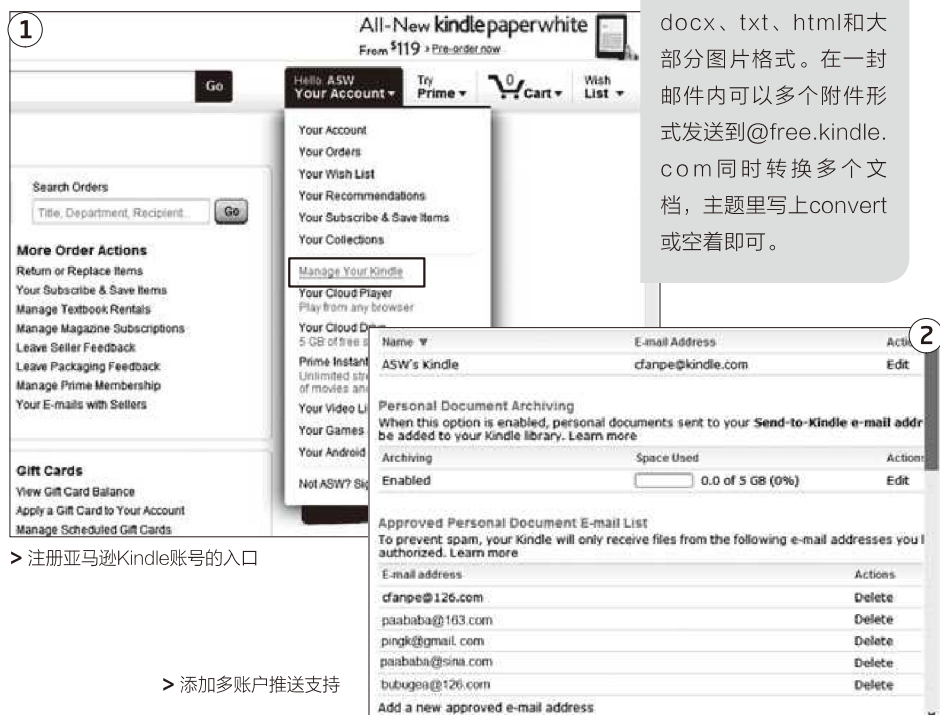 1
All-New kindle paperwhite
From $119 › Pre-order now
Go
Hello ASW
Your Account
Try
Prime
0
Cart
Wish
List
Your Account
Your Orders
Your Wish List
Your Recommendations
Your Subscribe & Save Items
Your Collections
Manage Your Kindle
Your Cloud Player
Play from any browser
Your Cloud
5 GB of free
Prime Instant
Unlimited
of movies
Your Video
Your Games
Your Android
Not ASW?
Search Orders
Title, Department, Recipient...
Go
More Order Actions
Return or Replace Items
Your Subscribe & Save Items
Manage Textbook Rentals
Manage Magazine Subscriptions
Leave Seller Feedback
Leave Packaging Feedback
Manage Prime Membership
Your E-mails with Sellers
Gift Cards
View Gift Card Balance
Apply a Gift Card to Your Account
Manage Scheduled Gift Cards
> 注册亚马逊Kindle账号的入口
docx、txt、html和大
部分图片格式。在一封
邮件内可以多个附件形
式发送到@free.kindle.
com同时转换多个文
档，主题里写上convert
或空着即可。
2
Name ▼ E-mail Address
ASW's Kindle cfanpe@kindle.com Edit
Personal Document Archiving
When this option is enabled, personal documents sent to your Send-to-Kindle e-mail addr
be added to your Kindle library. Learn more
Archiving Space Used Actions
Enabled 0.0 of 5 GB (0%) Edit
Approved Personal Document E-mail List
To prevent spam, your Kindle will only receive files from the following e-mail addresses you
authorized. Learn more
E-mail address Actions
cfanpe@126.com Delete
paababa@163.com Delete
pingk@gmail.com Delete
paababa@sina.com Delete
bubugea@126.com Delete
Add a new approved e-mail address
> 添加多账户推送支持